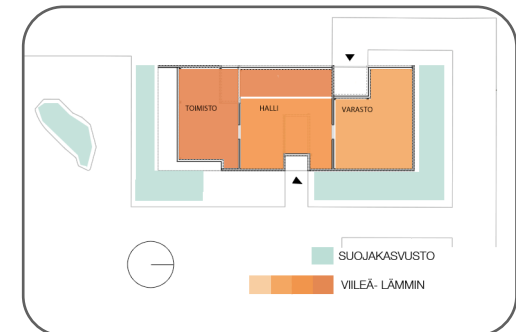 TOIMISTO
HALLI
VARASTO
SUOJAKASVUSTO
VIILEÄ- LÄMMIN